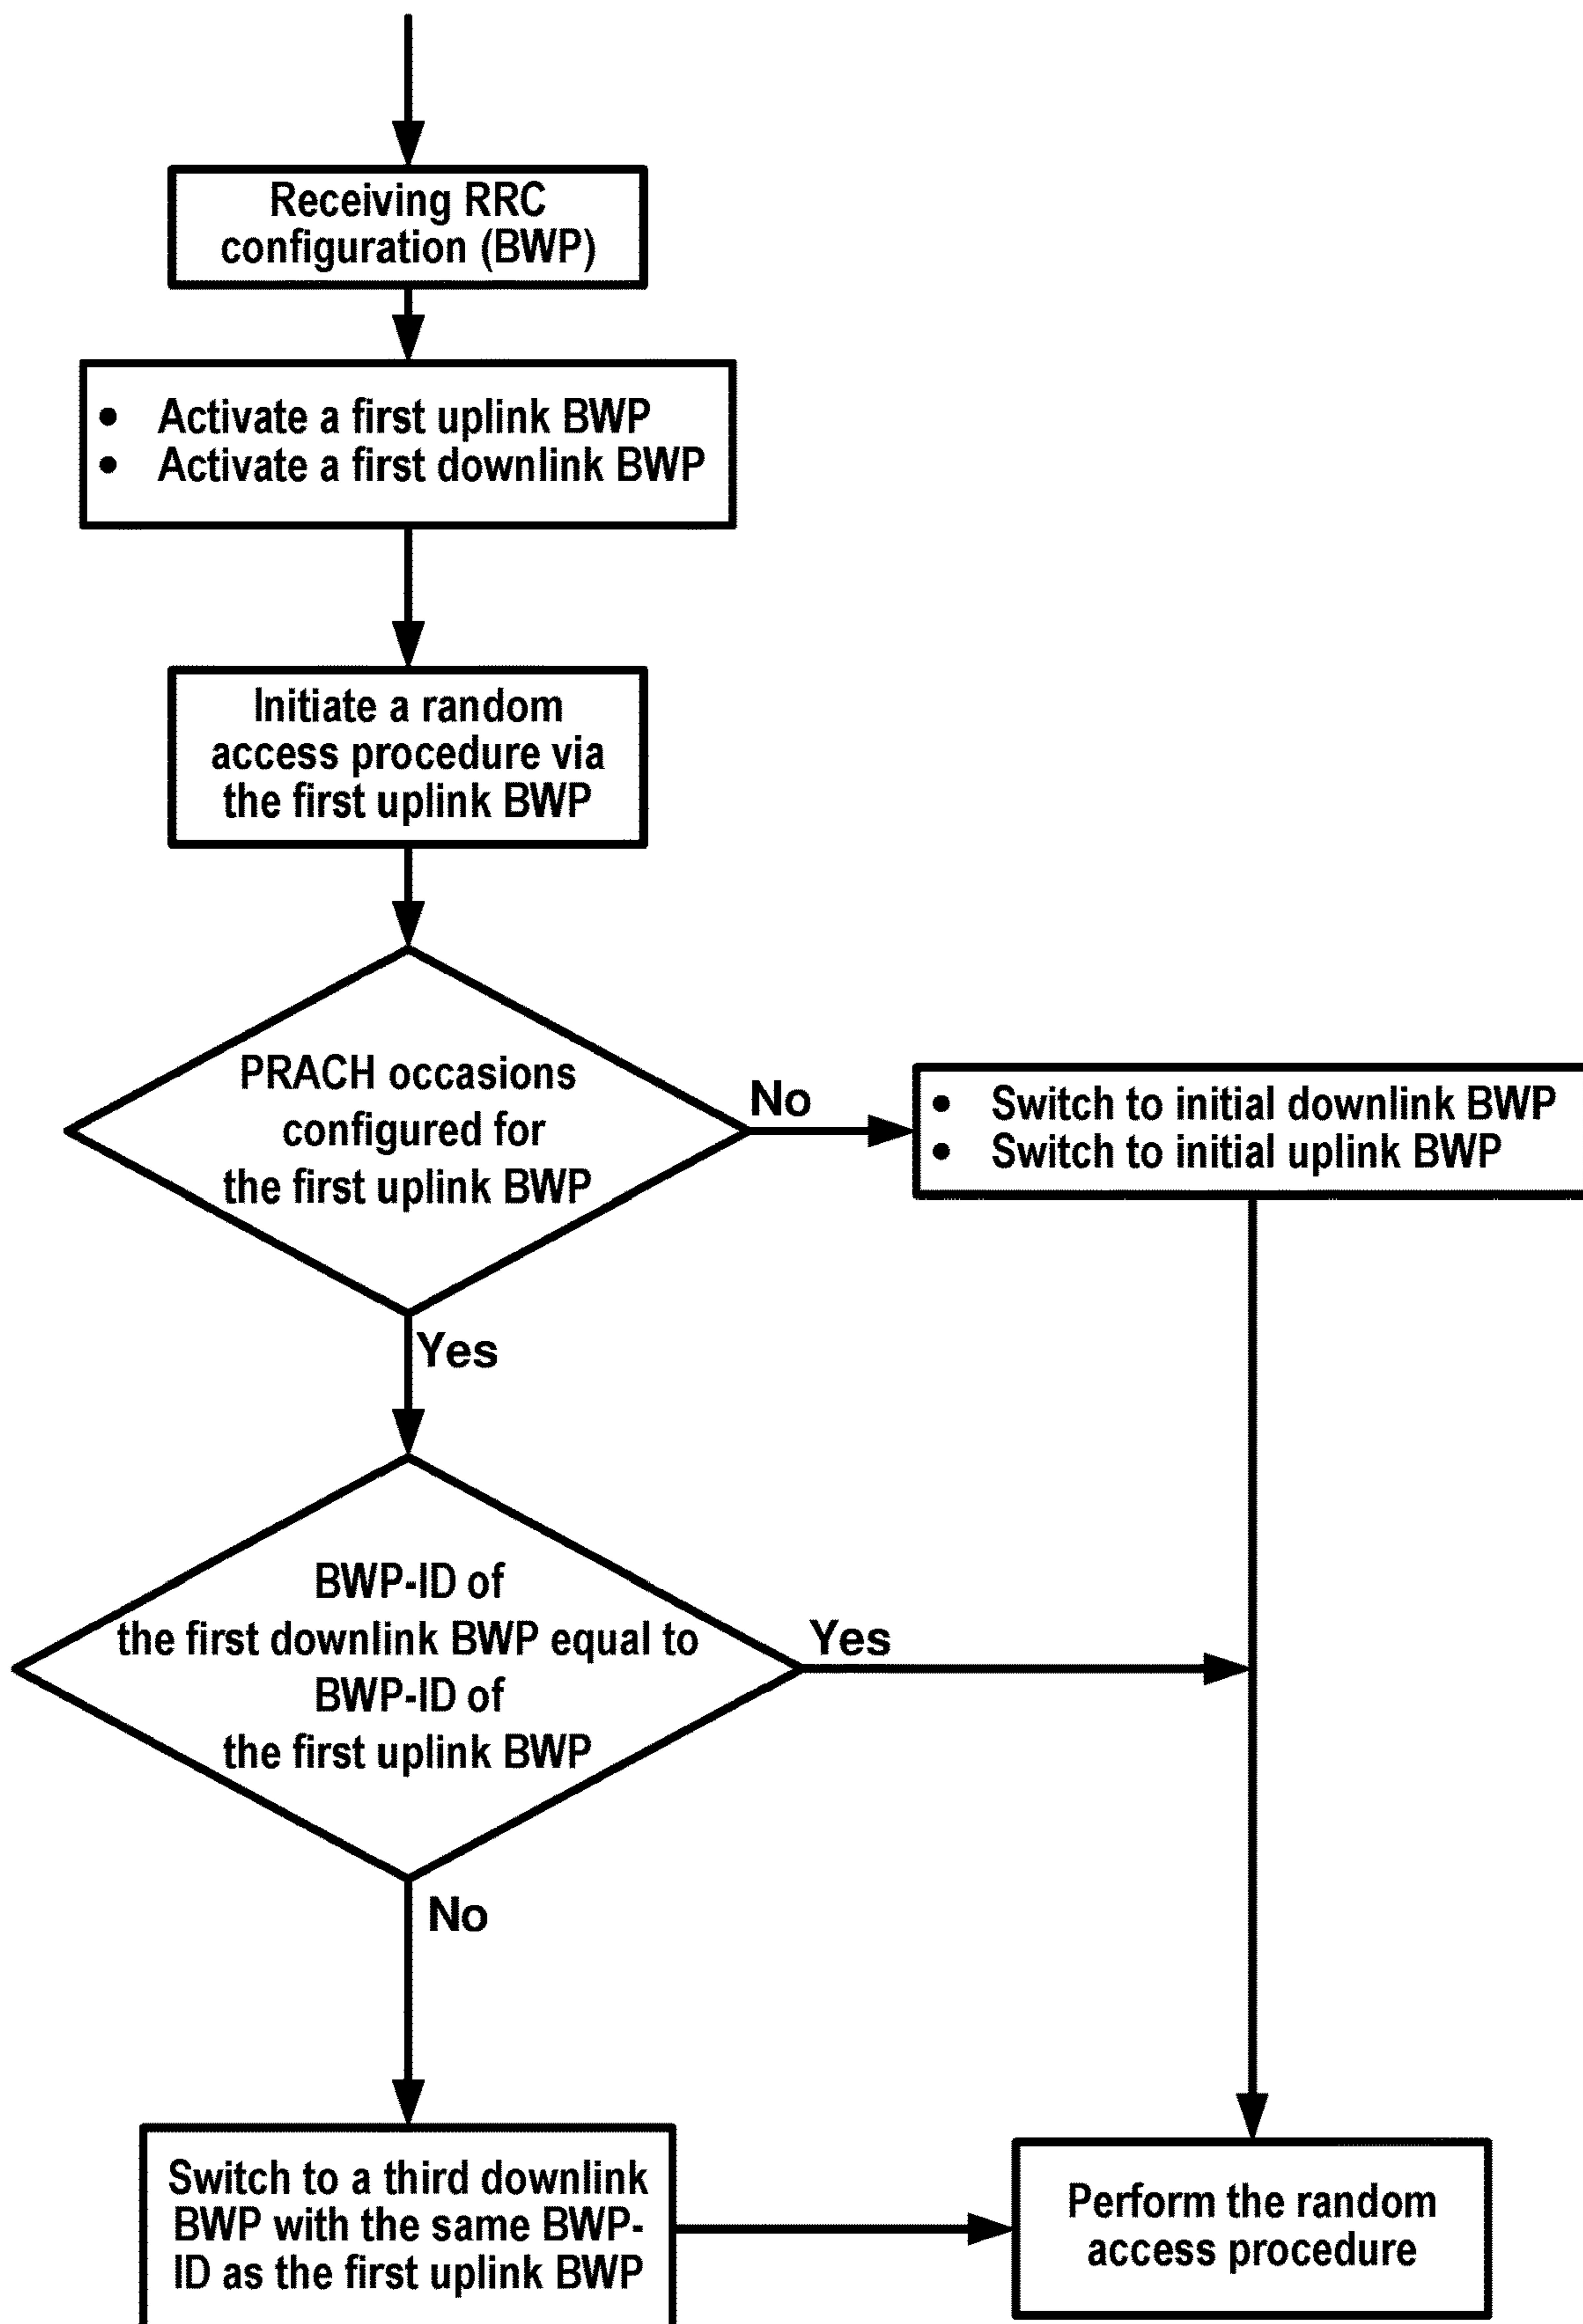 Receiving RRC
configuration (BWP)
• Activate a first uplink BWP
• Activate a first downlink BWP
Initiate a random
access procedure via
the first uplink BWP
PRACH occasions
configured for
the first uplink BWP
No
• Switch to initial downlink BWP
• Switch to initial uplink BWP
Yes
BWP-ID of
the first downlink BWP equal to
BWP-ID of
the first uplink BWP
Yes
No
Switch to a third downlink
BWP with the same BWP-
ID as the first uplink BWP
Perform the random
access procedure